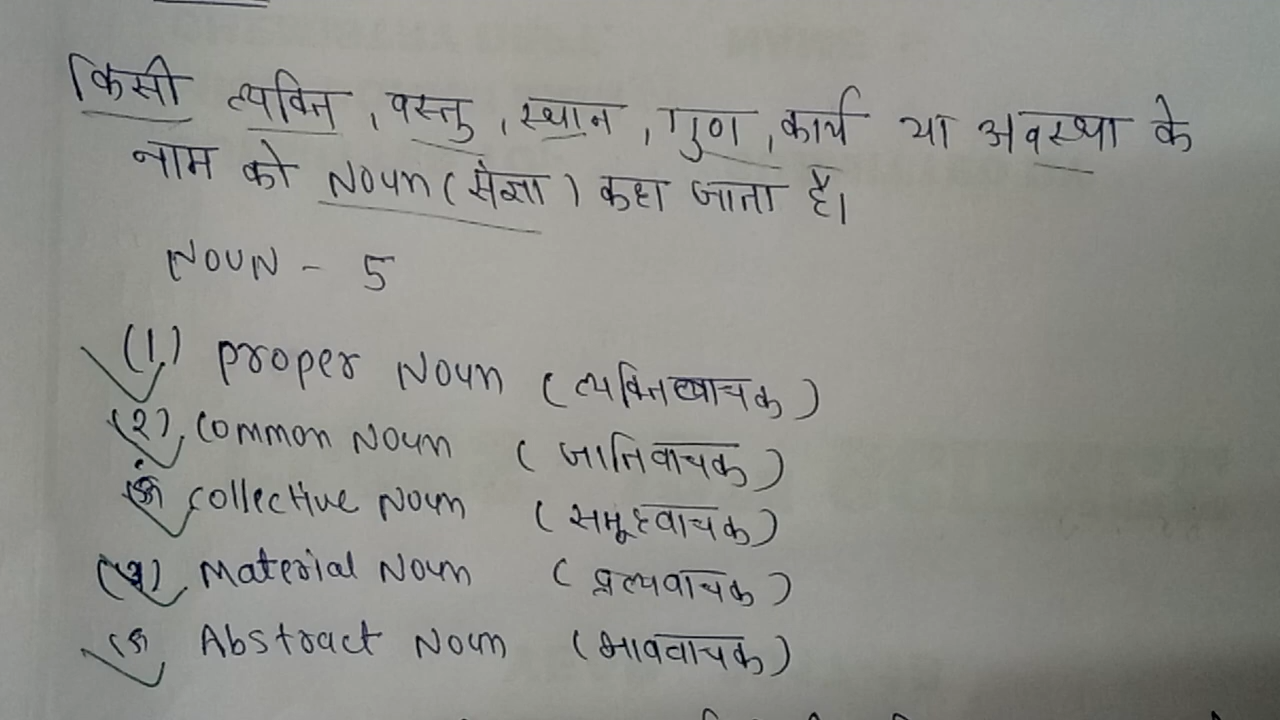 किसी व्यक्ति, वस्तु, स्थान, गुण, कार्य या अवस्था के
नाम को Noun (संज्ञा) कहा जाता है।
NOUN - 5
(1.) proper Noun (व्यक्तिवाचक)
(2), Common Noun (जातिवाचक)
(3) Collective Noun (समूहवाचक)
(4), Material Noun (द्रव्यवाचक)
(5) Abstract Noun (भाववाचक)